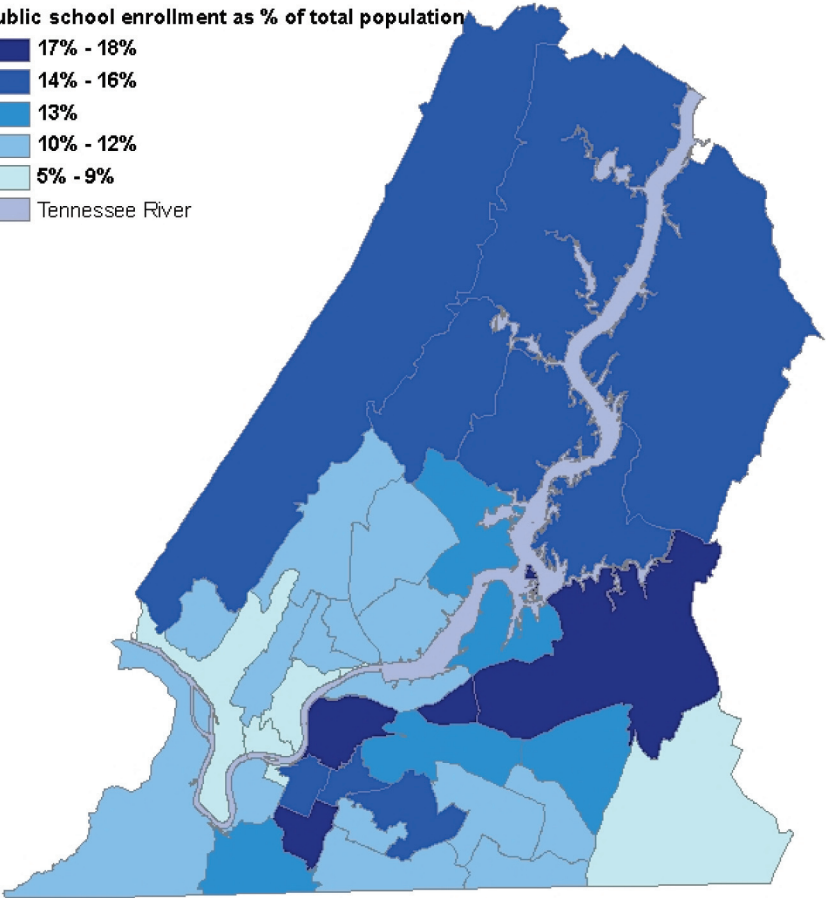 ublic school enrollment as % of total population
17% - 18%
14% - 16%
13%
10% - 12%
5% - 9%
Tennessee River